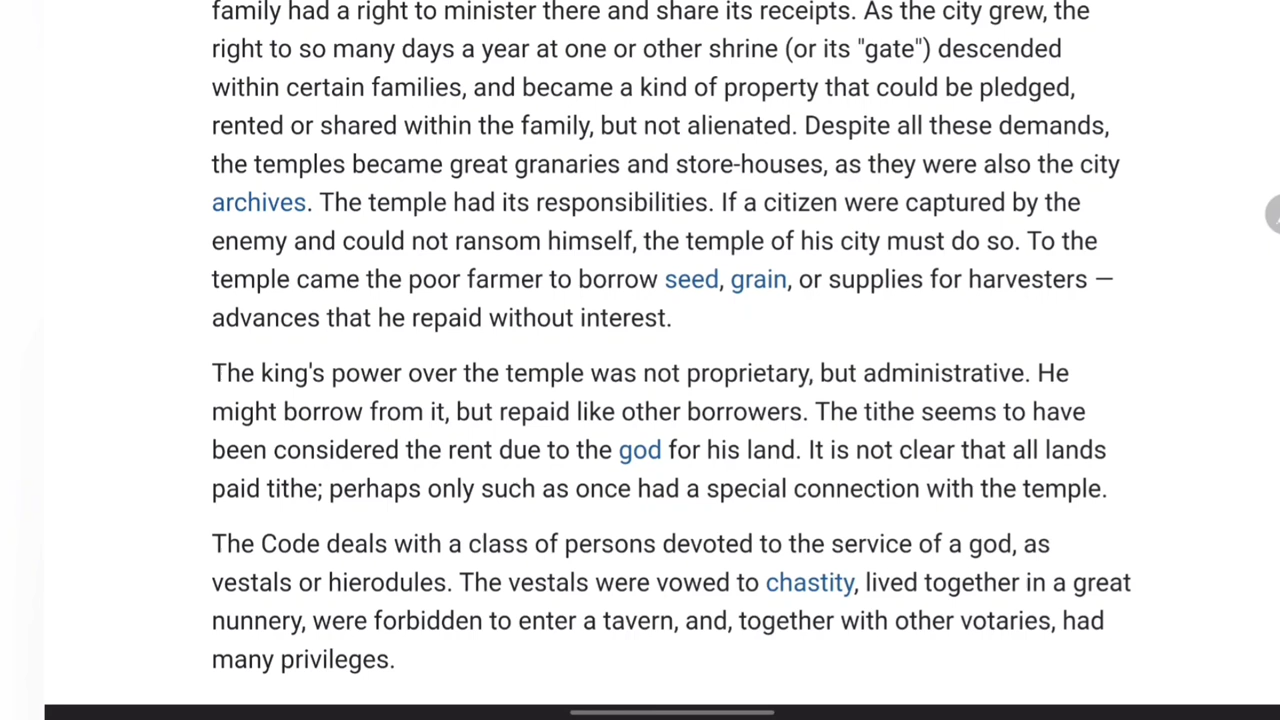 family had a right to minister there and share its receipts. As the city grew, the
right to so many days a year at one or other shrine (or its "gate") descended
within certain families, and became a kind of property that could be pledged,
rented or shared within the family, but not alienated. Despite all these demands,
the temples became great granaries and store-houses, as they were also the city
archives. The temple had its responsibilities. If a citizen were captured by the
enemy and could not ransom himself, the temple of his city must do so. To the
temple came the poor farmer to borrow seed, grain, or supplies for harvesters —
advances that he repaid without interest.
The king's power over the temple was not proprietary, but administrative. He
might borrow from it, but repaid like other borrowers. The tithe seems to have
been considered the rent due to the god for his land. It is not clear that all lands
paid tithe; perhaps only such as once had a special connection with the temple.
The Code deals with a class of persons devoted to the service of a god, as
vestals or hierodules. The vestals were vowed to chastity, lived together in a great
nunnery, were forbidden to enter a tavern, and, together with other votaries, had
many privileges.